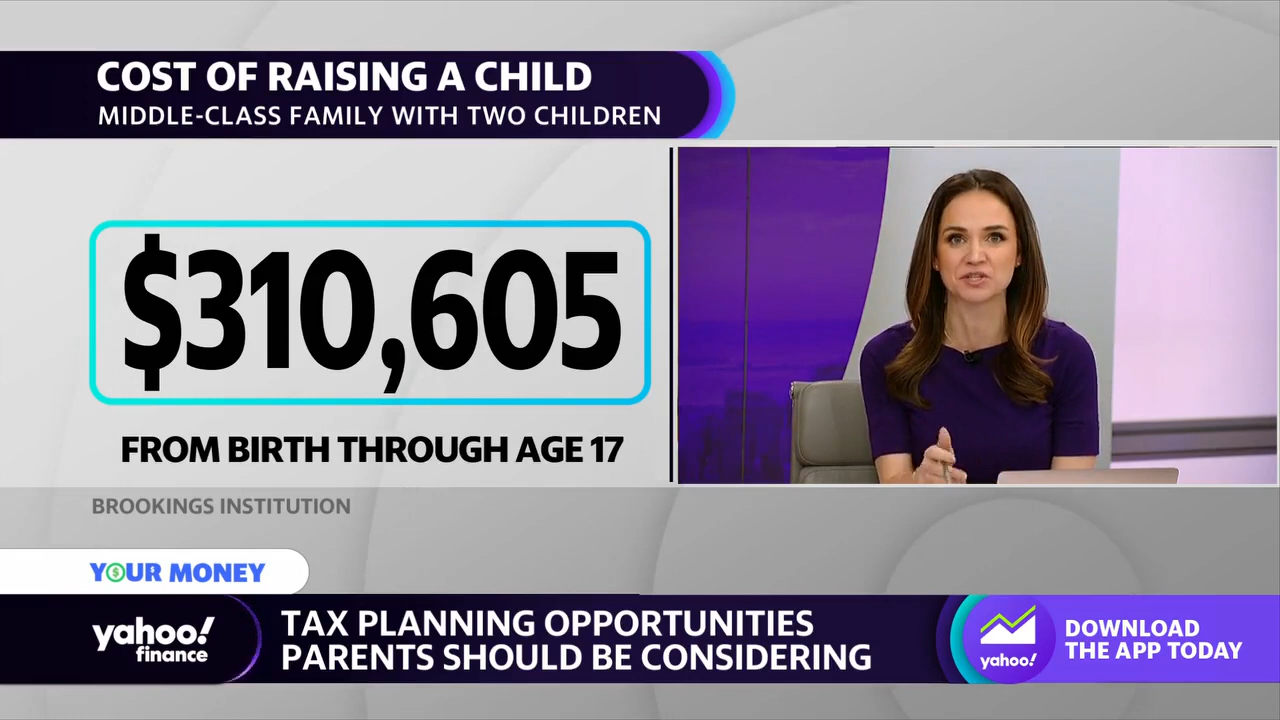 COST OF RAISING A CHILD
MIDDLE-CLASS FAMILY WITH TWO CHILDREN
$310,605
FROM BIRTH THROUGH AGE 17
BROOKINGS INSTITUTION
YOUR MONEY
yahoo!
finance
TAX PLANNING OPPORTUNITIES
PARENTS SHOULD BE CONSIDERING
yahoo!
DOWNLOAD
THE APP TODAY